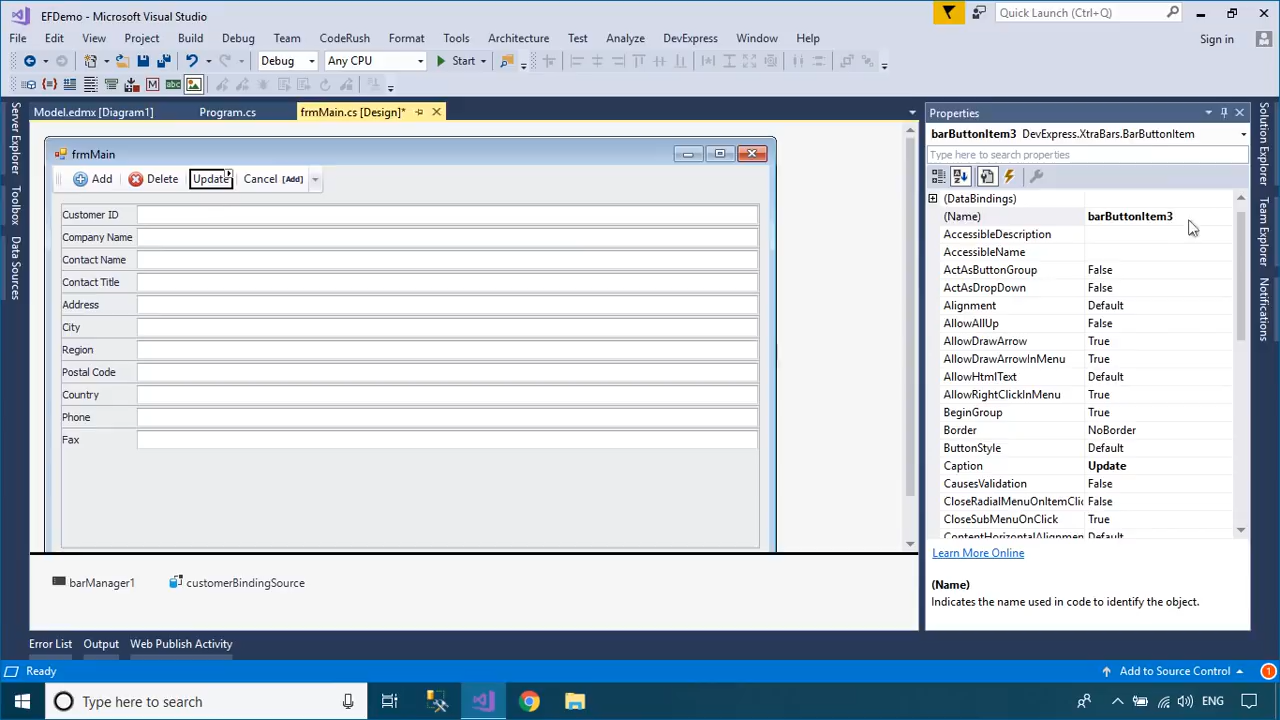 EFDemo - Microsoft Visual Studio
Quick Launch (Ctrl+Q)
File Edit View Project Build Debug Team CodeRush Format Tools Architecture Test Analyze DevExpress Window Help
Sign in
Debug Any CPU Start
Model.edmx [Diagram1] Program.cs frmMain.cs [Design]*
Server Explorer
Toolbox
Data Sources
frmMain
Add Delete Update Cancel [Add]
Customer ID
Company Name
Contact Name
Contact Title
Address
City
Region
Postal Code
Country
Phone
Fax
barManager1 customerBindingSource
Properties
barButtonItem3 DevExpress.XtraBars.BarButtonItem
Type here to search properties
(DataBindings)
(Name) barButtonItem3
AccessibleDescription
AccessibleName
ActAsButtonGroup False
ActAsDropDown False
Alignment Default
AllowAllUp False
AllowDrawArrow True
AllowDrawArrowInMenu True
AllowHtmlText Default
AllowRightClickInMenu True
BeginGroup True
Border NoBorder
ButtonStyle Default
Caption Update
CausesValidation False
CloseRadialMenuOnItemClic False
CloseSubMenuOnClick True
ContentHorizontalAlignmen Default
Learn More Online
(Name)
Indicates the name used in code to identify the object.
Solution Explorer
Team Explorer
Notifications
Error List Output Web Publish Activity
Ready
Add to Source Control 1
Type here to search
ENG